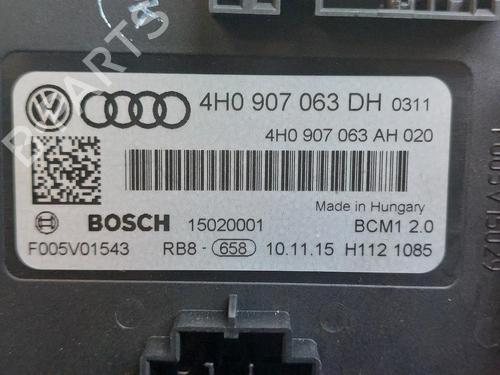 4H0 907 063 DH 0311
4H0 907 063 AH 020
Made in Hungary
BOSCH 15020001 BCM1 2.0
F005V01543 RB8- 658 10.11.15 H112 1085